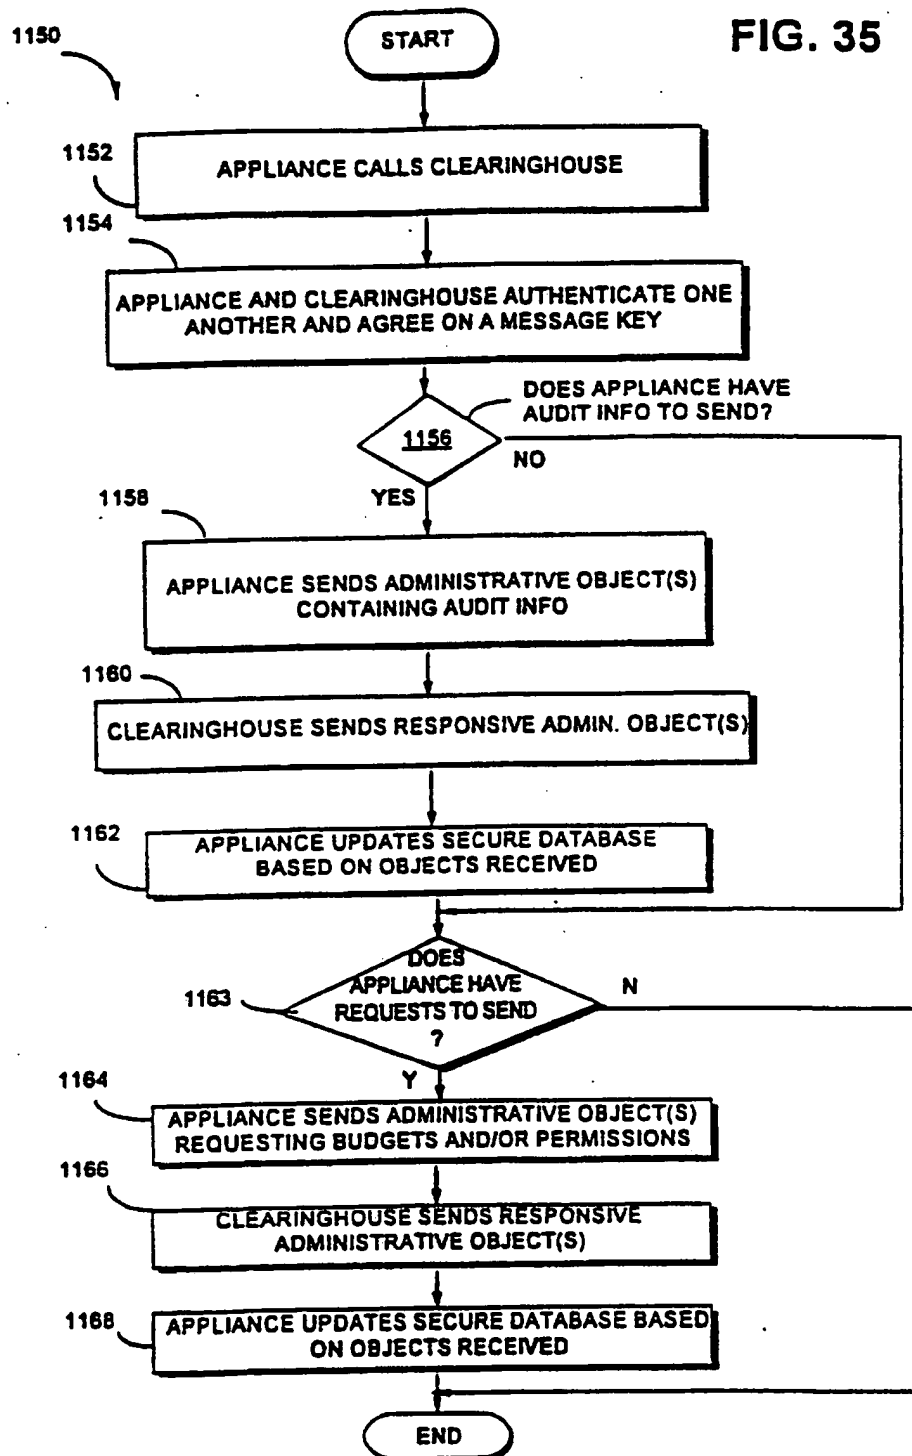 FIG. 35
1150
START
1152
APPLIANCE CALLS CLEARINGHOUSE
1154
APPLIANCE AND CLEARINGHOUSE AUTHENTICATE ONE
ANOTHER AND AGREE ON A MESSAGE KEY
DOES APPLIANCE HAVE
AUDIT INFO TO SEND?
1156
NO
YES
1158
APPLIANCE SENDS ADMINISTRATIVE OBJECT(S)
CONTAINING AUDIT INFO
1160
CLEARINGHOUSE SENDS RESPONSIVE ADMIN. OBJECT(S)
1162
APPLIANCE UPDATES SECURE DATABASE
BASED ON OBJECTS RECEIVED
1163
DOES
APPLIANCE HAVE
REQUESTS TO SEND
?
N
Y
1164
APPLIANCE SENDS ADMINISTRATIVE OBJECT(S)
REQUESTING BUDGETS AND/OR PERMISSIONS
1166
CLEARINGHOUSE SENDS RESPONSIVE
ADMINISTRATIVE OBJECT(S)
1168
APPLIANCE UPDATES SECURE DATABASE BASED
ON OBJECTS RECEIVED
END